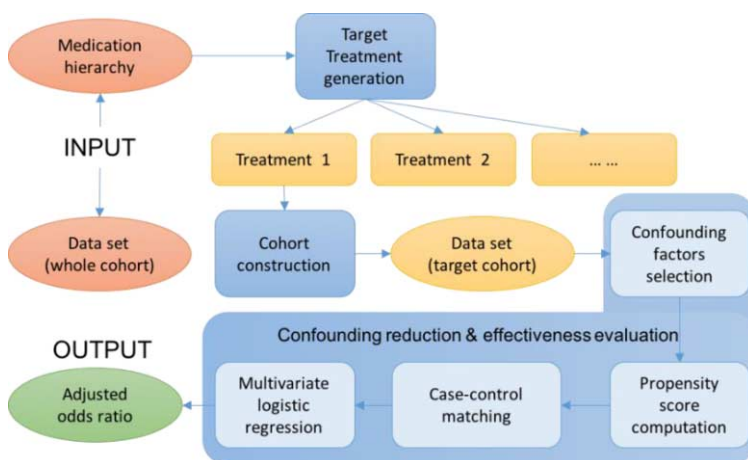 Medication
hierarchy
Target
Treatment
generation
INPUT
Treatment 1
Treatment 2
... ...
Data set
(whole cohort)
Cohort
construction
Data set
(target cohort)
Confounding
factors
selection
OUTPUT
Confounding reduction & effectiveness evaluation
Adjusted
odds ratio
Multivariate
logistic
regression
Case-control
matching
Propensity
score
computation